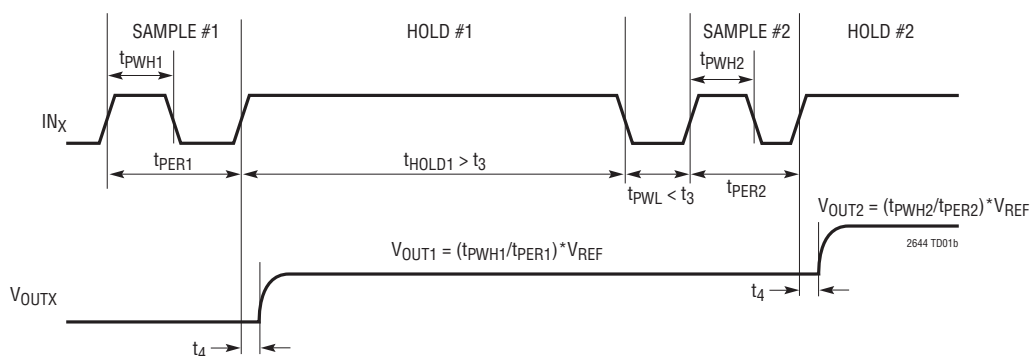 SAMPLE #1 HOLD #1 SAMPLE #2 HOLD #2
tPWH1 tPWH2
INX
tPER1 tHOLD1 > t3 tPWL < t3 tPER2
VOUT2 = (tPWH2/tPER2)*VREF
2644 TD01b
VOUT1 = (tPWH1/tPER1)*VREF
VOUTX
t4
t4